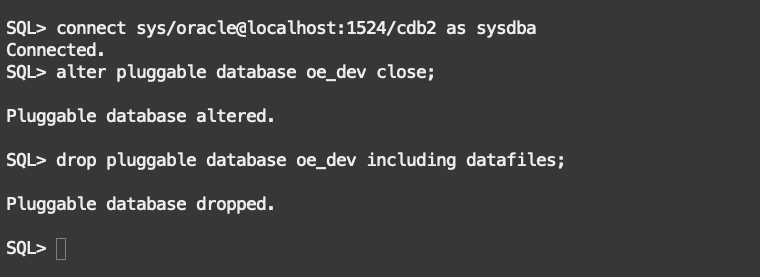 SQL> connect sys/oracle@localhost:1524/cdb2 as sysdba
Connected.
SQL> alter pluggable database oe_dev close;
Pluggable database altered.
SQL> drop pluggable database oe_dev including datafiles;
Pluggable database dropped.
SQL>